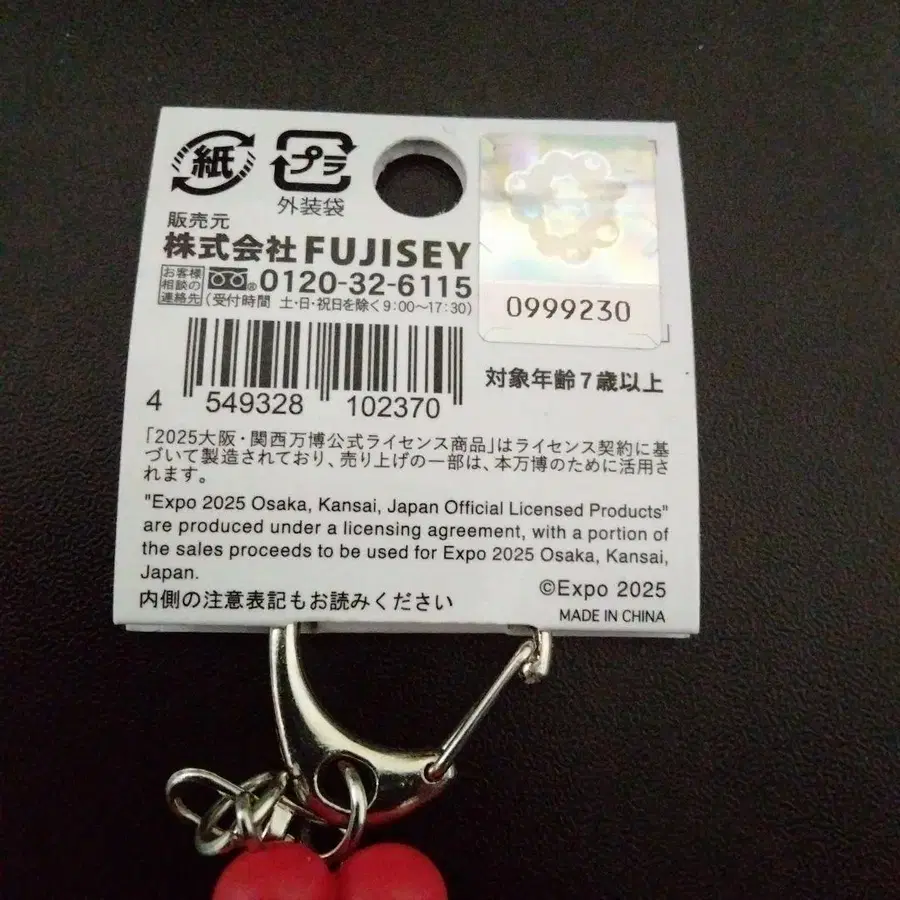 紙
プラ
外装袋
販売元
株式会社 FUJISEY
お客様
相談の
連絡先
0120-32-6115
(受付時間 土・日・祝日を除く9:00〜17:30)
0999230
対象年齢7歳以上
4 549328 102370
「2025大阪・関西万博公式ライセンス商品」はライセンス契約に基
づいて製造されており、売り上げの一部は、本万博のために活用さ
れます。
"Expo 2025 Osaka, Kansai, Japan Official Licensed Products"
are produced under a licensing agreement, with a portion of
the sales proceeds to be used for Expo 2025 Osaka, Kansai,
Japan.
©Expo 2025
内側の注意表記もお読みください
MADE IN CHINA